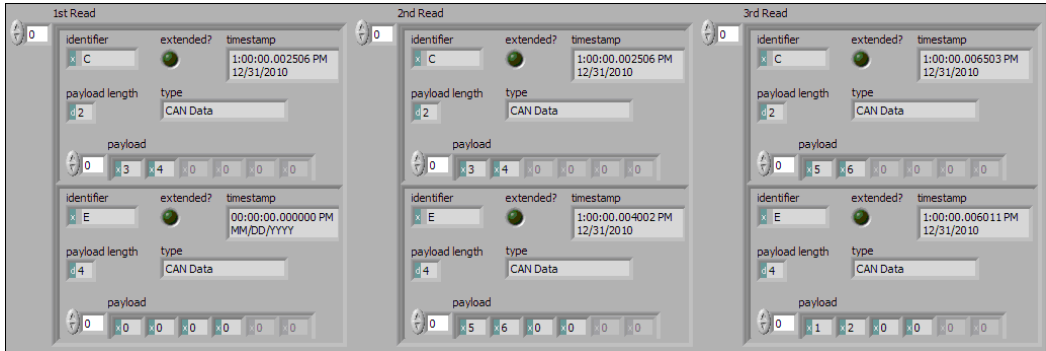 1st Read 2nd Read 3rd Read
0 identifier extended? timestamp 0 identifier extended? timestamp 0 identifier extended? timestamp
x C 1:00:00.002506 PM x C 1:00:00.002506 PM x C 1:00:00.006503 PM
12/31/2010 12/31/2010 12/31/2010
payload length type payload length type payload length type
d 2 CAN Data d 2 CAN Data d 2 CAN Data
payload payload payload
0 x 3 x 4 x 0 x 0 x 0 x 0 0 x 3 x 4 x 0 x 0 x 0 x 0 0 x 5 x 6 x 0 x 0 x 0 x 0
identifier extended? timestamp identifier extended? timestamp identifier extended? timestamp
x E 00:00:00.000000 PM x E 1:00:00.004002 PM x E 1:00:00.006011 PM
MM/DD/YYYY 12/31/2010 12/31/2010
payload length type payload length type payload length type
d 4 CAN Data d 4 CAN Data d 4 CAN Data
payload payload payload
0 x 0 x 0 x 0 x 0 x 0 x 0 0 x 5 x 6 x 0 x 0 x 0 x 0 0 x 1 x 2 x 0 x 0 x 0 x 0